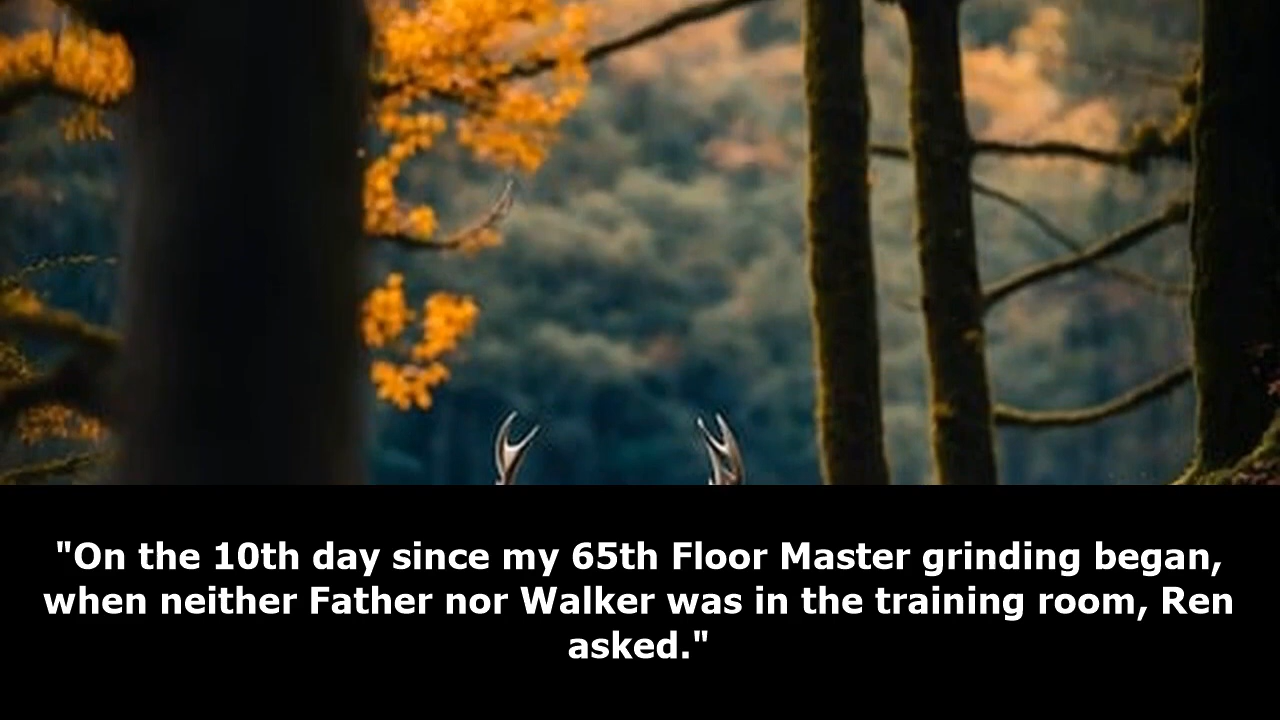 "On the 10th day since my 65th Floor Master grinding began,
when neither Father nor Walker was in the training room, Ren
asked."